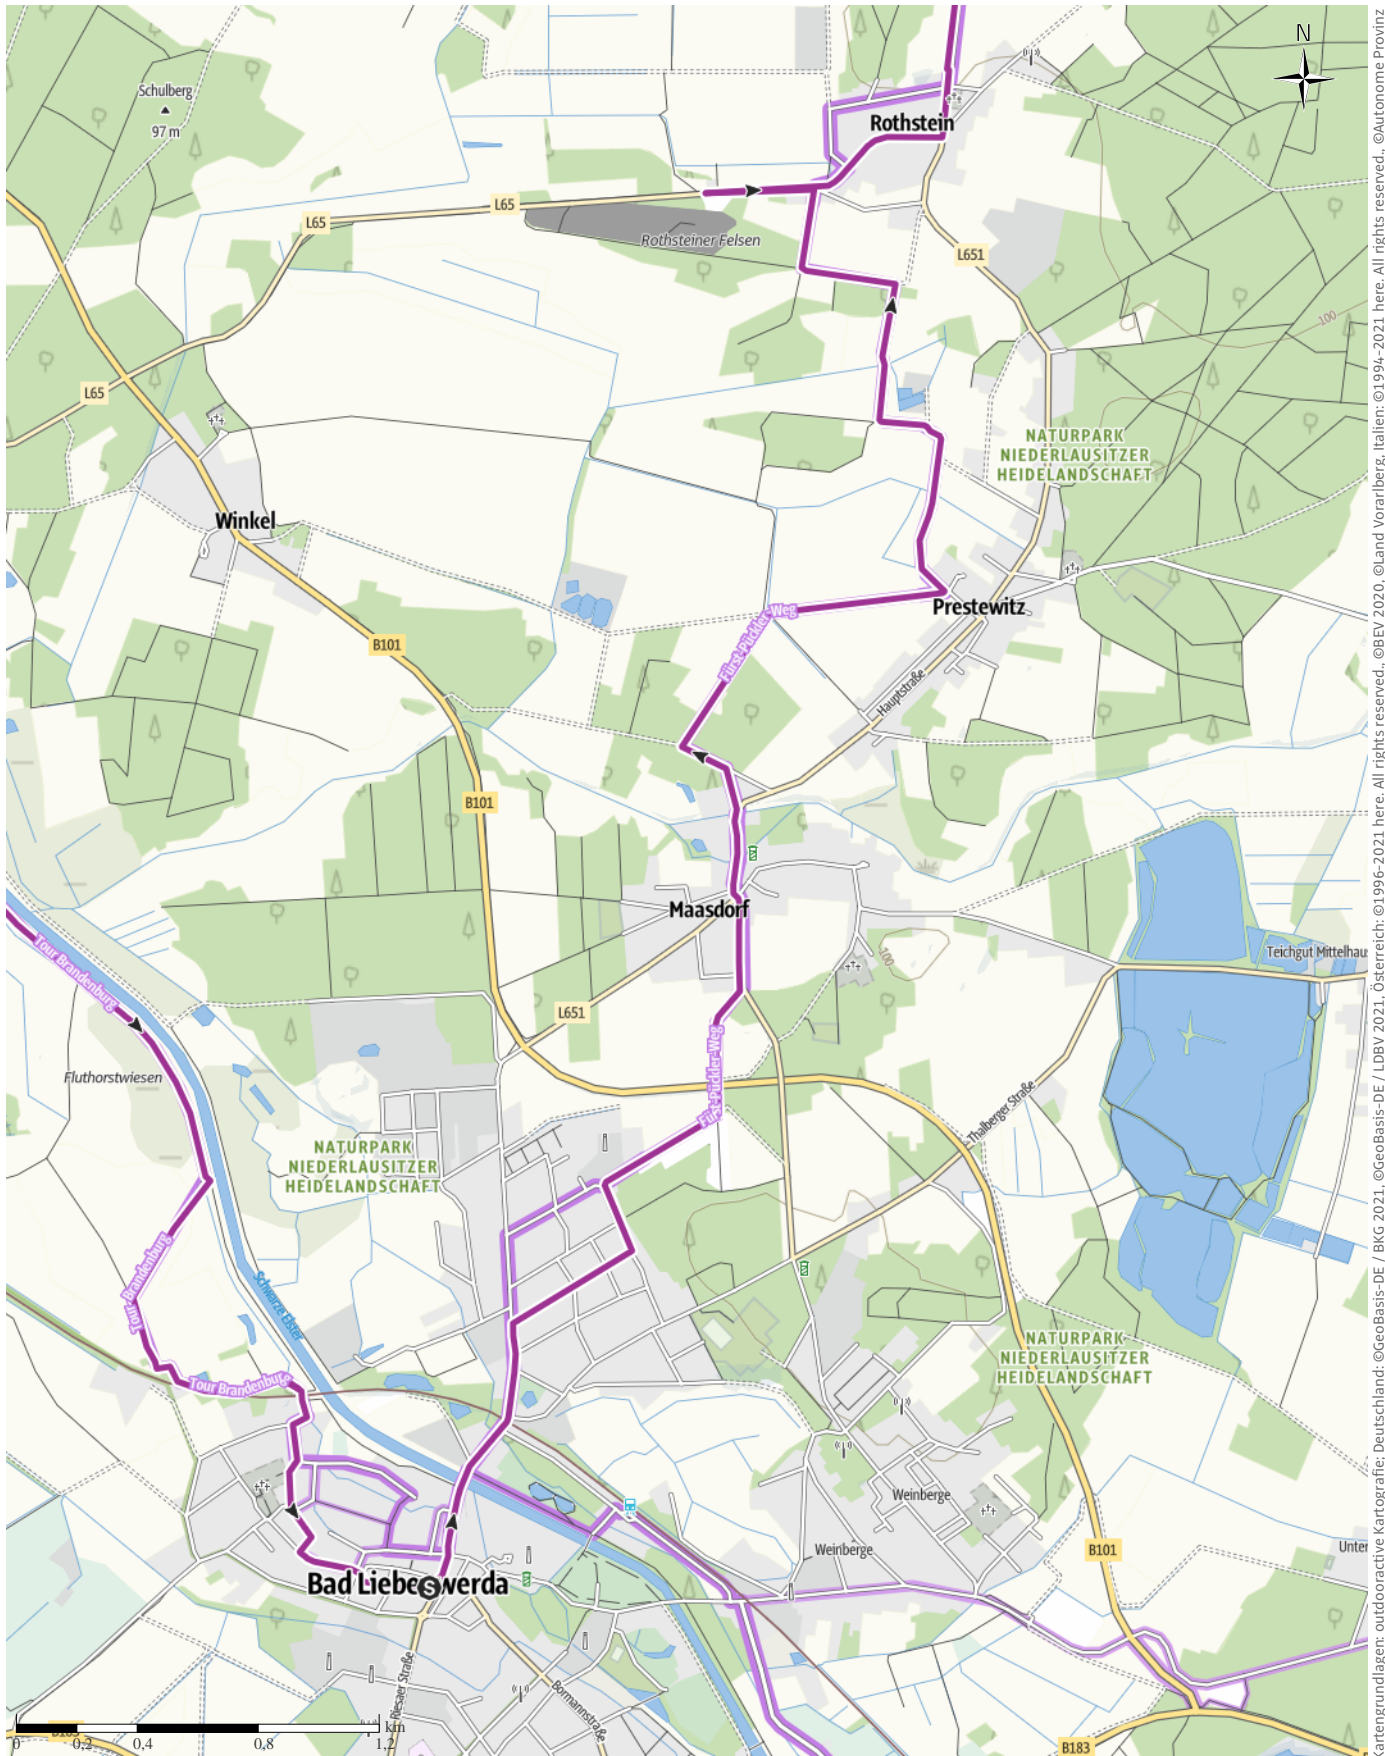 N
Schulberg
97 m
Rothstein
L65
L65
Rothsteiner Felsen
L651
L65
100
NATURPARK
NIEDERLAUSITZER
HEIDELANDSCHAFT
Winkel
Fürst-Pückler-Weg
Prestewitz
B101
Hauptstraße
B101
Maasdorf
100
Tour Brandenburg
Teichgut Mittelhau
L651
Fürst-Pückler-Weg
Fluthorstwiesen
Thalberger Straße
NATURPARK
NIEDERLAUSITZER
HEIDELANDSCHAFT
Tour-Brandenburg
Schwarze Elster
NATURPARK
NIEDERLAUSITZER
HEIDELANDSCHAFT
Tour Brandenburg
Weinberge
Weinberge
B101
Unter
Bad Liebenwerda
S
Riesaer Straße
Bormannstraße
B183
B183
km
0
0,2
0,4
0,8
1,2
artengrundlagen: outdooractive Kartografie; Deutschland: ©GeoBasis-DE / BKG 2021, ©GeoBasis-DE / LDBV 2021, Österreich: ©1996-2021 here. All rights reserved., ©BEV 2020, ©Land Vorarlberg, Italien: ©1994-2021 here. All rights reserved., ©Autonome Provinz